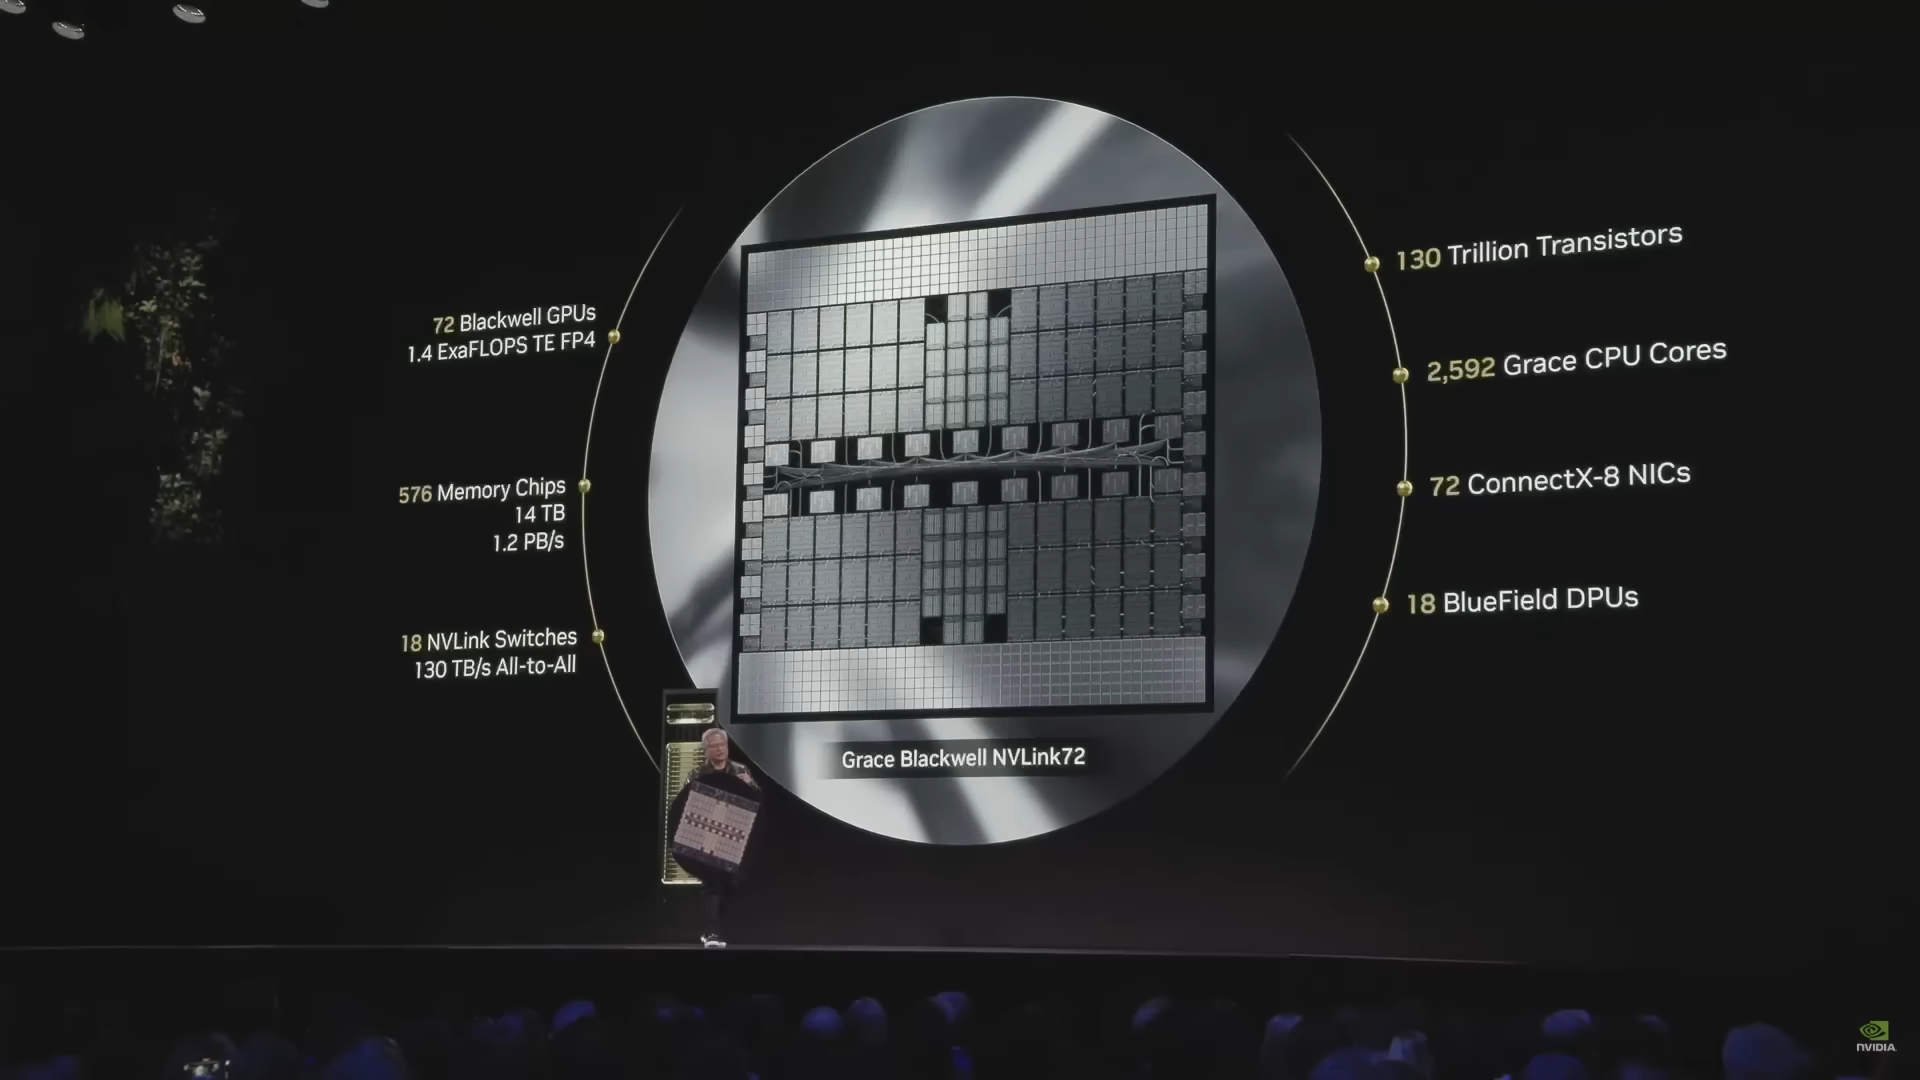 72 Blackwell GPUs
1.4 ExaFLOPS TE FP4
576 Memory Chips
14 TB
1.2 PB/s
18 NVLink Switches
130 TB/s All-to-All
Grace Blackwell NVLink72
130 Trillion Transistors
2,592 Grace CPU Cores
72 ConnectX-8 NICs
18 BlueField DPUs
NVIDIA